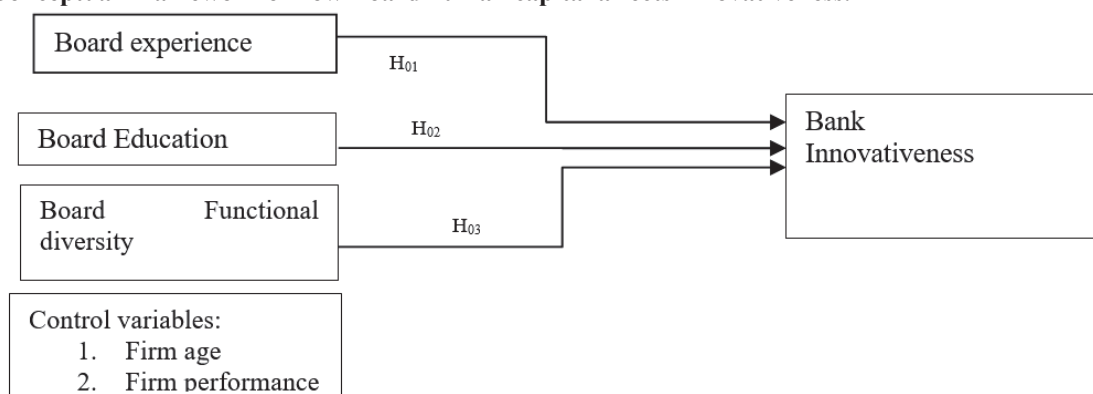 Board experience
H01
Board Education
H02
Bank
Innovativeness
Board Functional
diversity
H03
Control variables:
1. Firm age
2. Firm performance